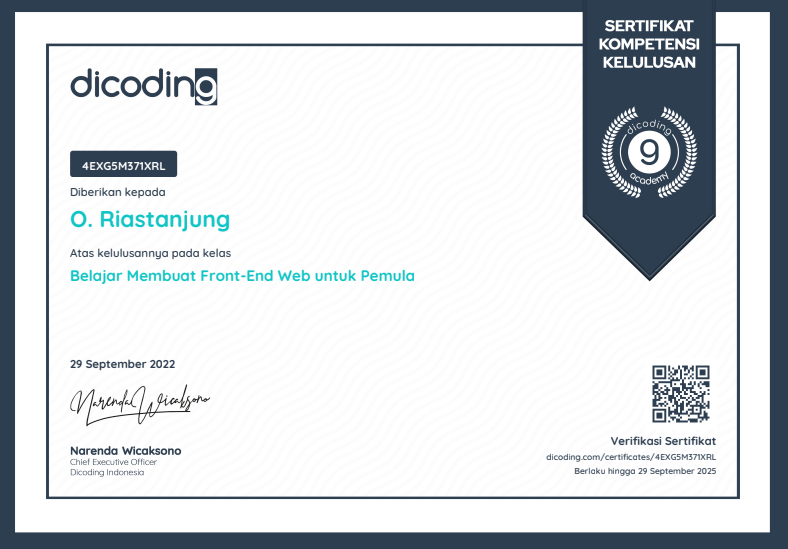 SERTIFIKAT
KOMPETENSI
KELULUSAN
dicoding
dicoding
9
academy
4EXG5M371XRL
Diberikan kepada
O. Riastanjung
Atas kelulusannya pada kelas
Belajar Membuat Front-End Web untuk Pemula
29 September 2022
Narenda Wicaksono
Narenda Wicaksono
Chief Executive Officer
Dicoding Indonesia
Verifikasi Sertifikat
dicoding.com/certificates/4EXG5M371XRL
Berlaku hingga 29 September 2025